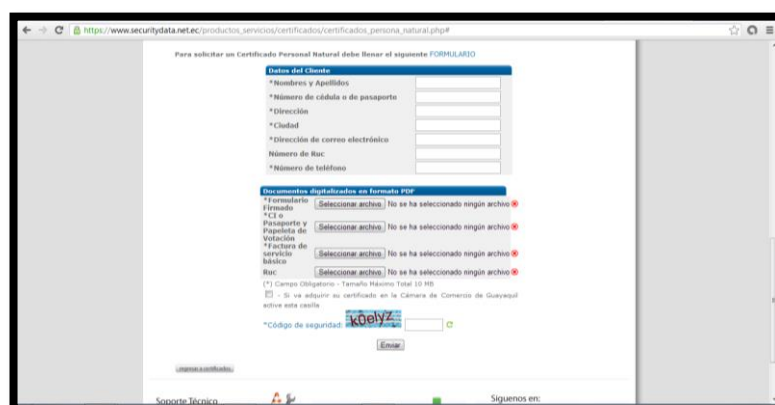 https://www.securitydata.net.ec/productos_servicios/certificados/certificados_persona_natural.php#
Para solicitar un Certificado Personal Natural debe llenar el siguiente FORMULARIO
Datos del Cliente
*Nombres y Apellidos
*Número de cédula o de pasaporte
*Dirección
*Ciudad
*Dirección de correo electrónico
Número de Ruc
*Número de teléfono
Documentos digitalizados en formato PDF
*Formulario Firmado Seleccionar archivo No se ha seleccionado ningún archivo
*CI o Pasaporte y Papeleta de Votación Seleccionar archivo No se ha seleccionado ningún archivo
*Factura de servicio básico Seleccionar archivo No se ha seleccionado ningún archivo
Ruc Seleccionar archivo No se ha seleccionado ningún archivo
(*) Campo Obligatorio - Tamaño Máximo Total 10 MB
- Si va adquirir su certificado en la Cámara de Comercio de Guayaquil
active esta casilla
*Código de seguridad: k0elyz
Enviar
regresar a certificados
Soporte Técnico Siguenos en: